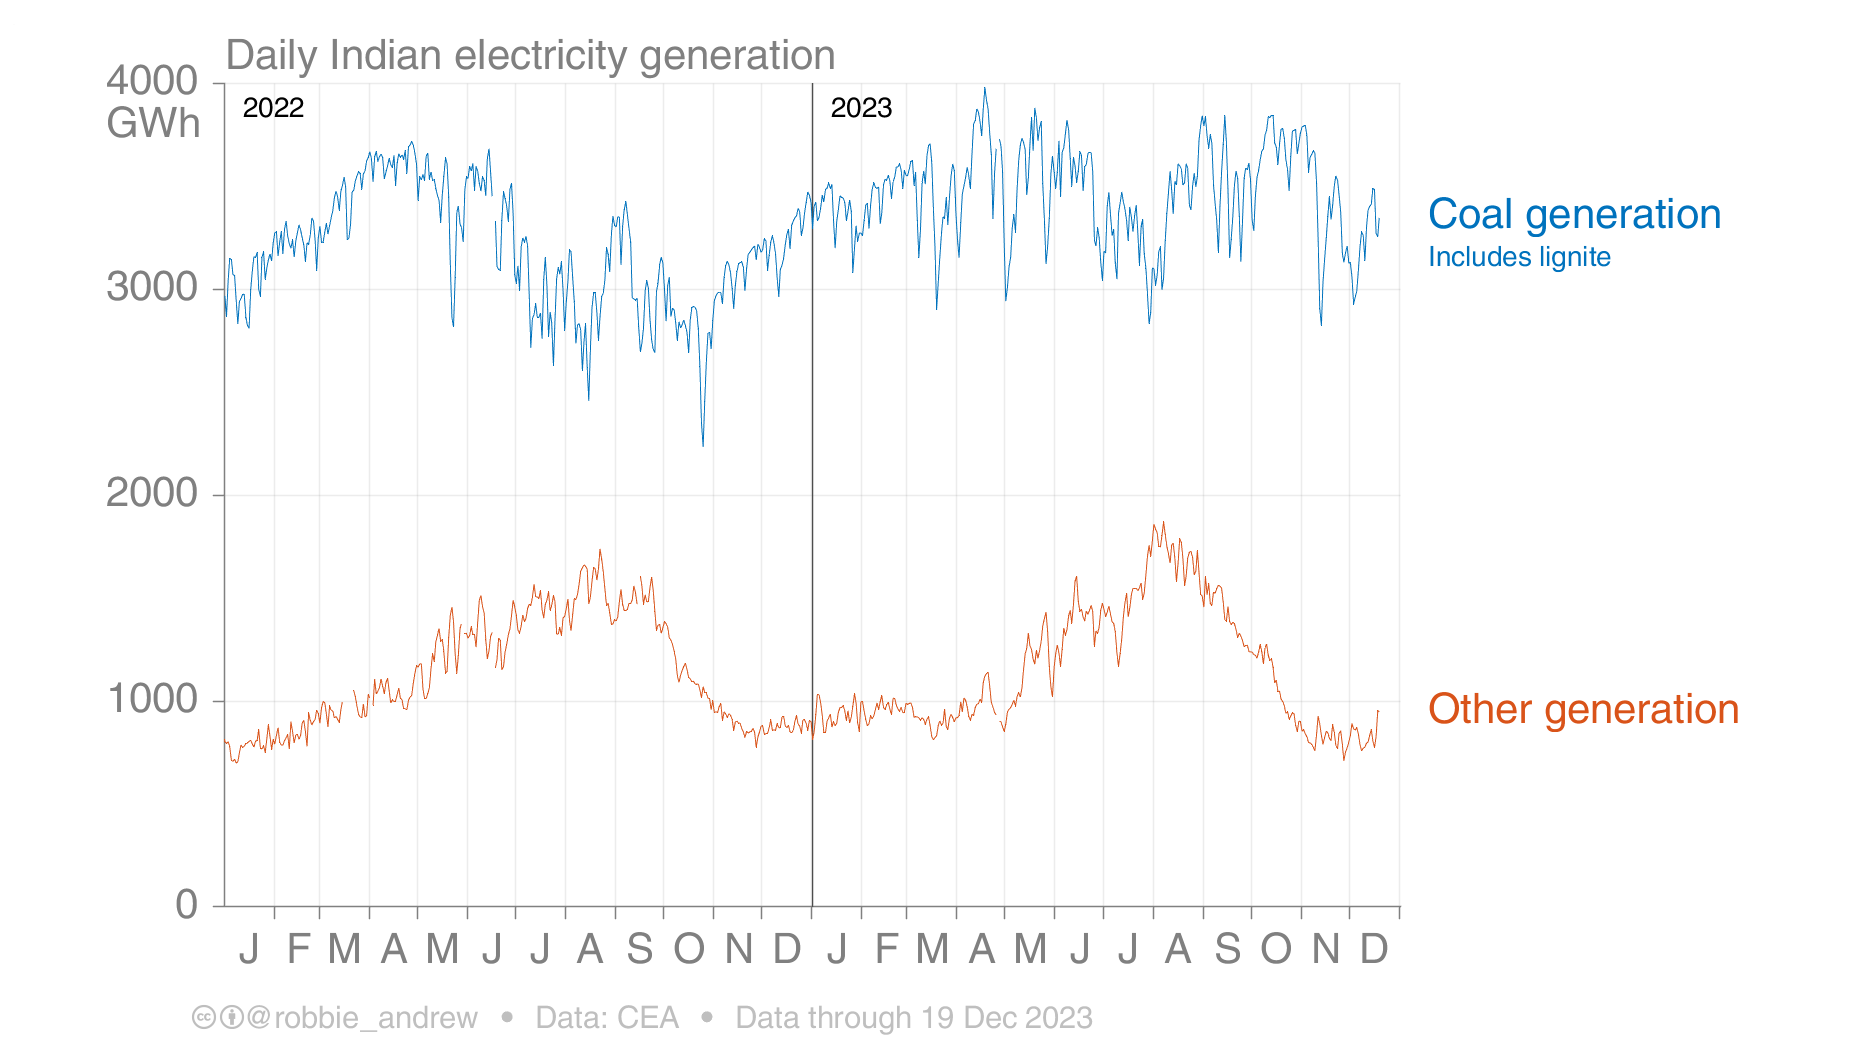 Daily Indian electricity generation
4000
GWh
2022
2023
3000
2000
1000
0
Coal generation
Includes lignite
Other generation
J F M A M J J A S O N D J F M A M J J A S O N D
cc @robbie_andrew • Data: CEA • Data through 19 Dec 2023